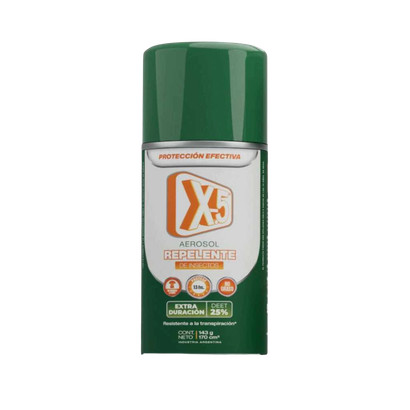 PROTECCIÓN EFECTIVA
X-5
AEROSOL
REPELENTE
DE INSECTOS
EXTRA
DURACIÓN
DEET
25%
Resistente a la transpiración*
CONT. NETO
143 g
170 cm³
INDUSTRIA ARGENTINA